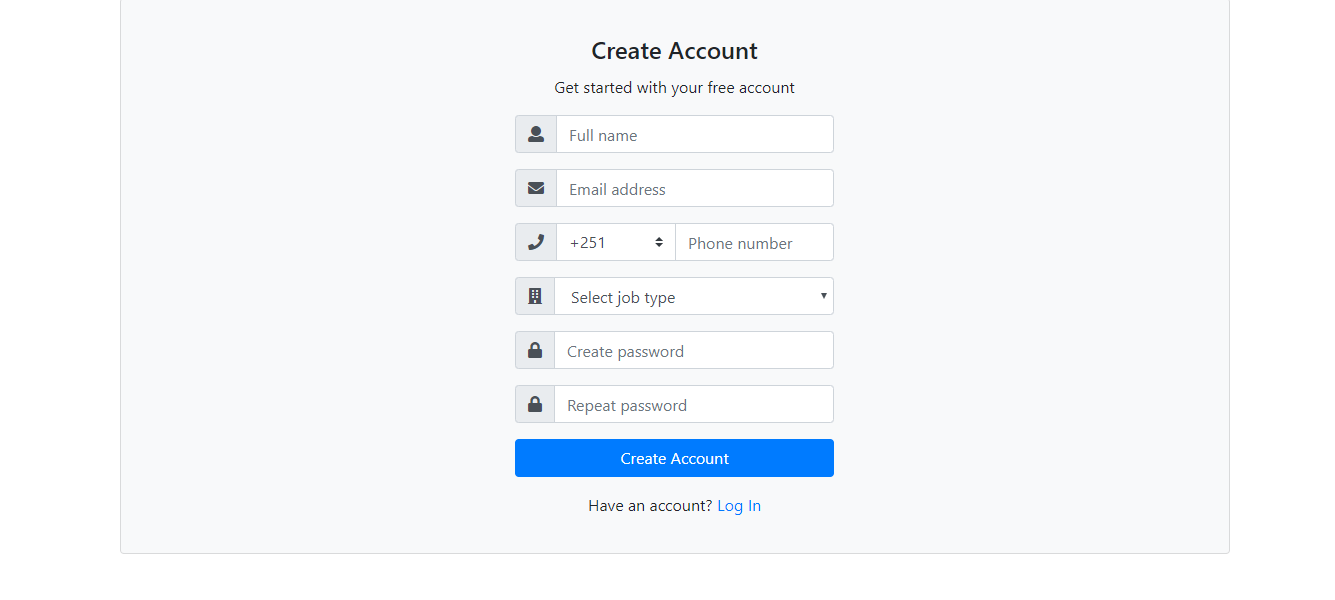 Create Account
Get started with your free account
Full name
Email address
+251 Phone number
Select job type
Create password
Repeat password
Create Account
Have an account? Log In